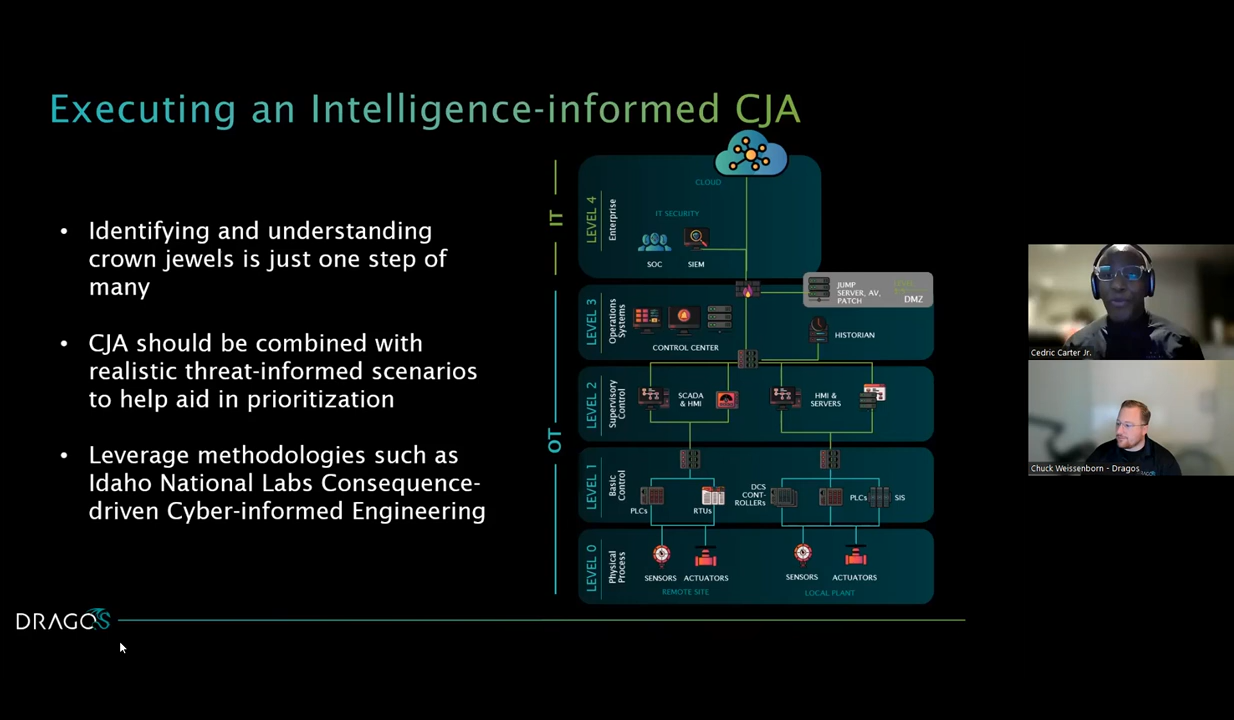 Executing an Intelligence-informed CJA
• Identifying and understanding
crown jewels is just one step of
many
• CJA should be combined with
realistic threat-informed scenarios
to help aid in prioritization
• Leverage methodologies such as
Idaho National Labs Consequence-
driven Cyber-informed Engineering
IT
OT
CLOUD
LEVEL 4
Enterprise
IT SECURITY
SOC
SIEM
JUMP
SERVER, AV,
PATCH
DMZ
LEVEL 3
Operations
Systems
CONTROL CENTER
HISTORIAN
LEVEL 2
Supervisory
Control
SCADA
& HMI
HMI &
SERVERS
LEVEL 1
Basic
Control
PLCs
RTUs
DCS
CONT-
ROLLERs
PLCs
SIS
LEVEL 0
Physical
Process
SENSORS
ACTUATORS
REMOTE SITE
SENSORS
ACTUATORS
LOCAL PLANT
DRAGOS
Cedric Carter Jr.
Chuck Weissenborn - Dragos